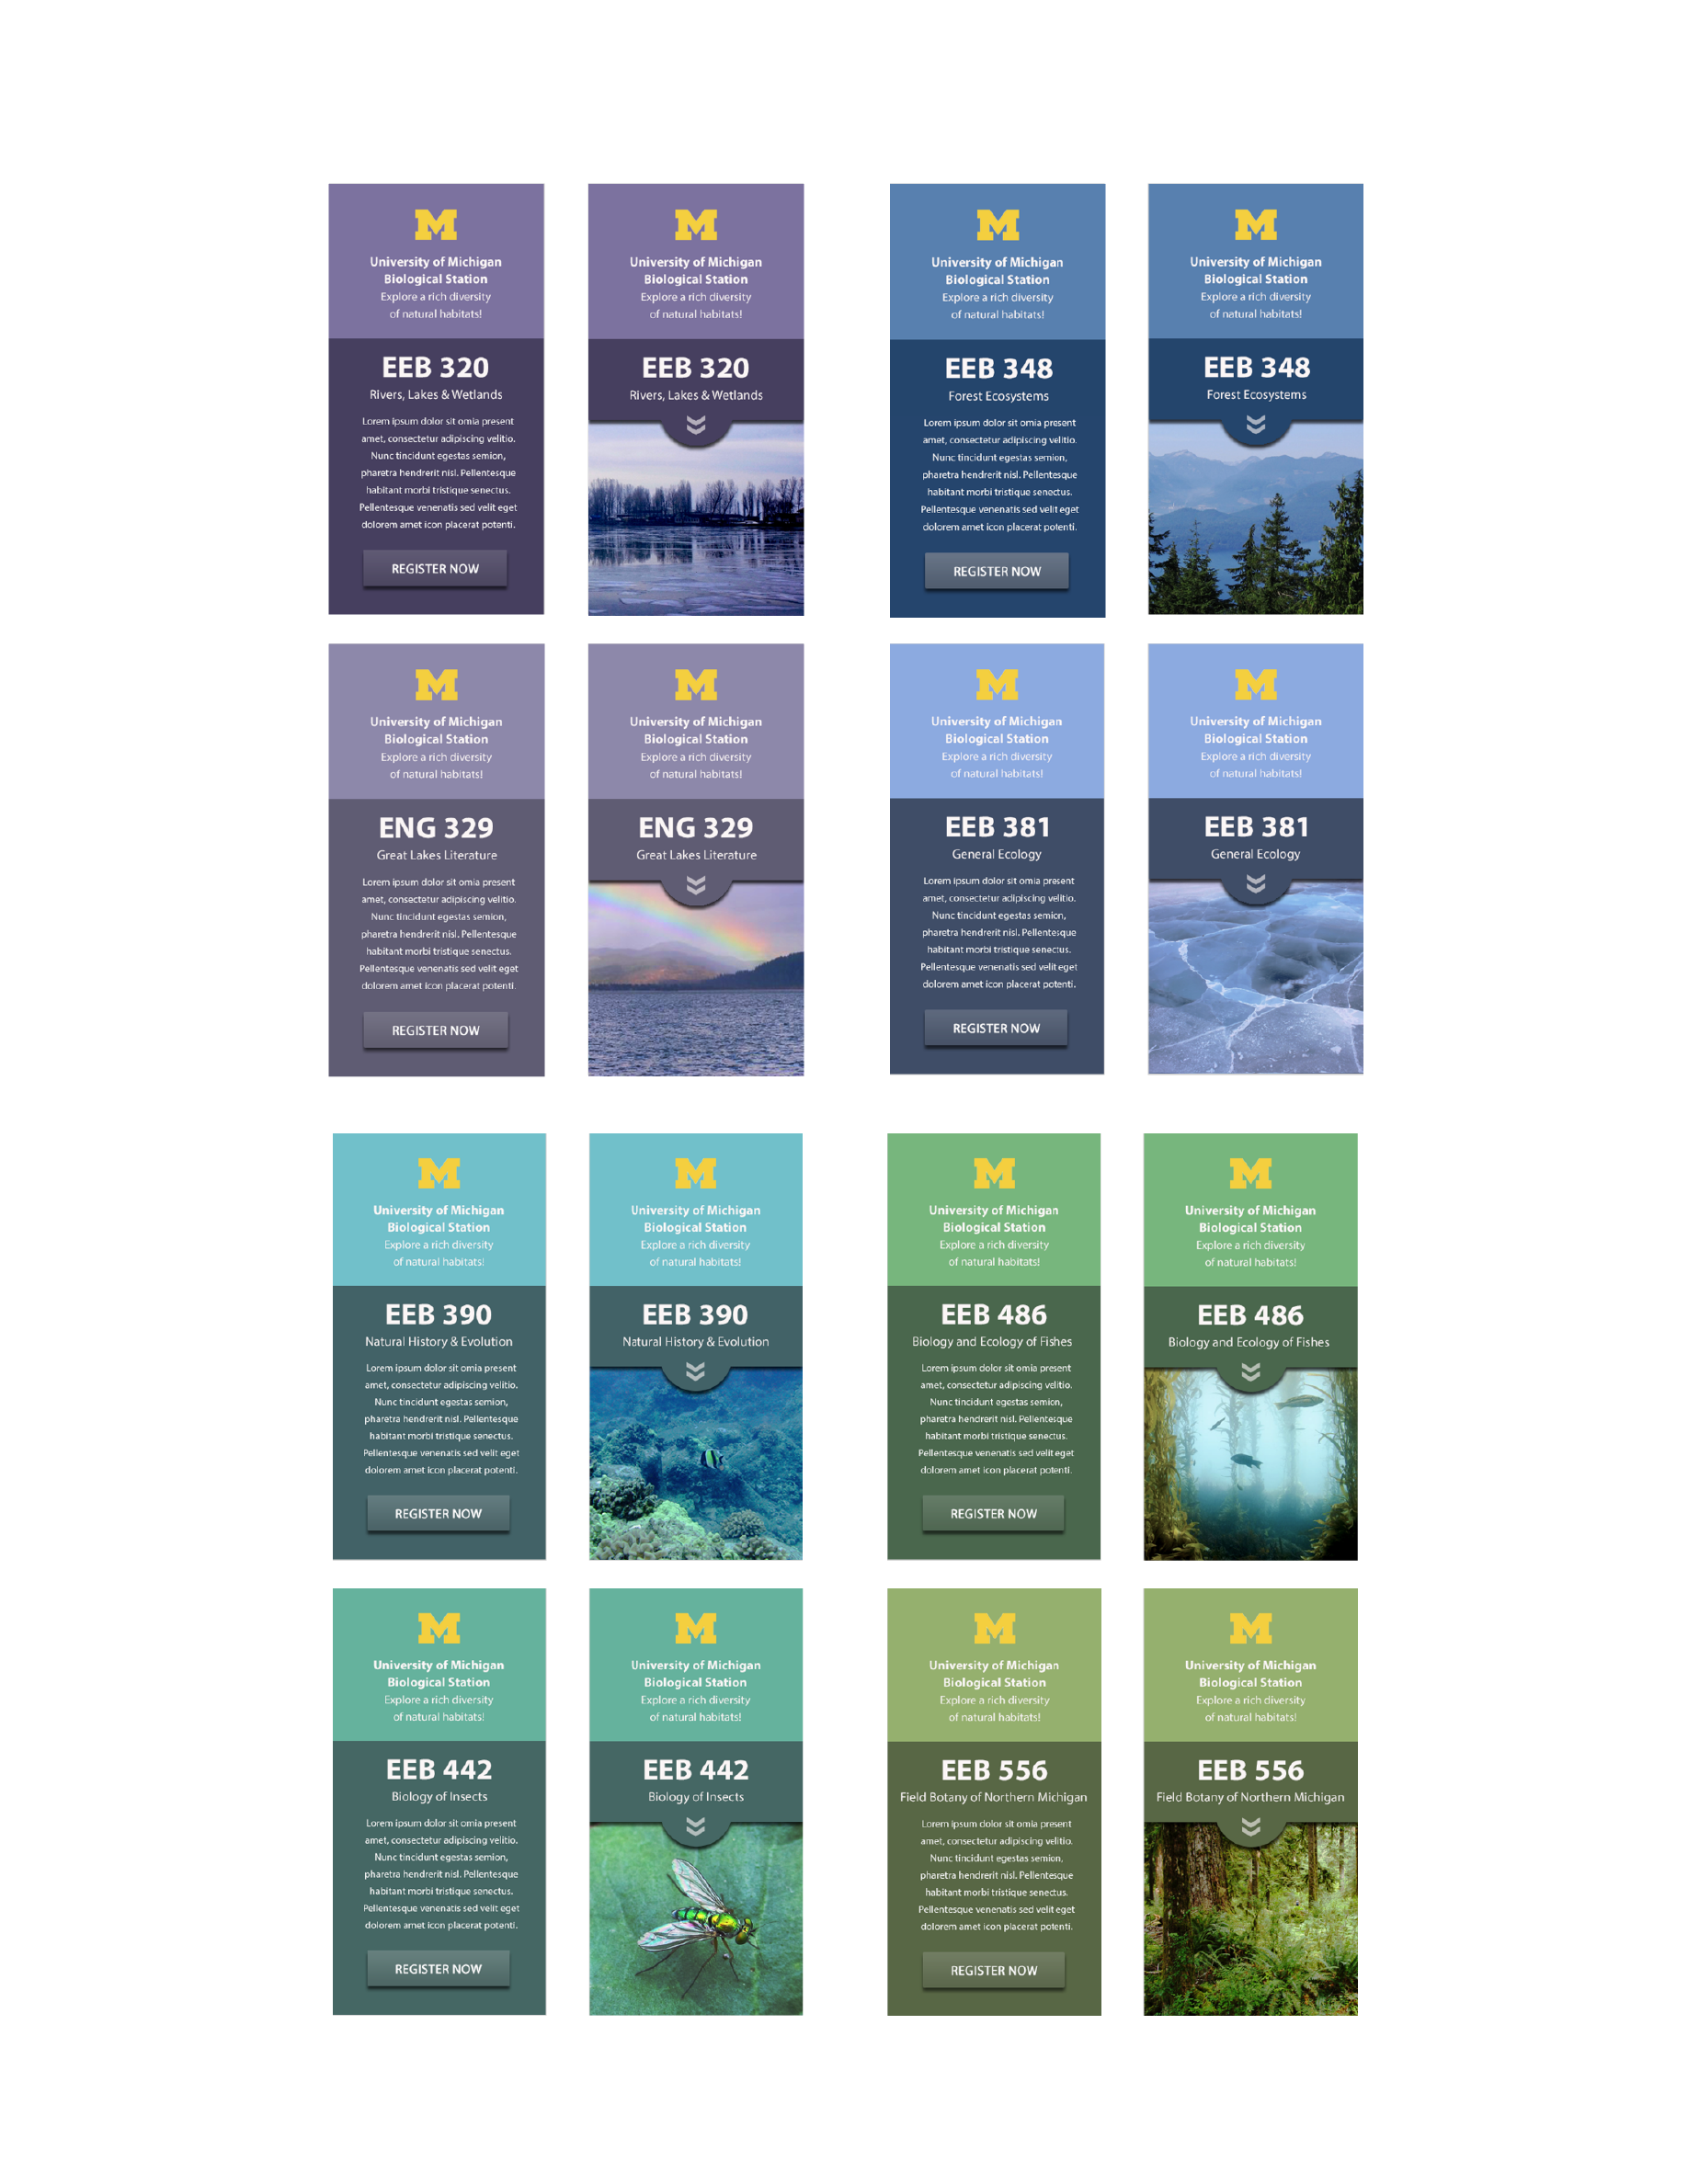 M
University of Michigan
Biological Station
Explore a rich diversity
of natural habitats!
EEB 320
Rivers, Lakes & Wetlands
Lorem ipsum dolor sit omia present
amet, consectetur adipiscing velitio.
Nunc tincidunt egestas semion,
pharetra hendrerit nisl. Pellentesque
habitant morbi tristique senectus.
Pellentesque venenatis sed velit eget
dolorem amet icon placerat potenti.
REGISTER NOW
M
University of Michigan
Biological Station
Explore a rich diversity
of natural habitats!
EEB 320
Rivers, Lakes & Wetlands
M
University of Michigan
Biological Station
Explore a rich diversity
of natural habitats!
EEB 348
Forest Ecosystems
Lorem ipsum dolor sit omia present
amet, consectetur adipiscing velitio.
Nunc tincidunt egestas semion,
pharetra hendrerit nisl. Pellentesque
habitant morbi tristique senectus.
Pellentesque venenatis sed velit eget
dolorem amet icon placerat potenti.
REGISTER NOW
M
University of Michigan
Biological Station
Explore a rich diversity
of natural habitats!
EEB 348
Forest Ecosystems
M
University of Michigan
Biological Station
Explore a rich diversity
of natural habitats!
ENG 329
Great Lakes Literature
Lorem ipsum dolor sit omia present
amet, consectetur adipiscing velitio.
Nunc tincidunt egestas semion,
pharetra hendrerit nisl. Pellentesque
habitant morbi tristique senectus.
Pellentesque venenatis sed velit eget
dolorem amet icon placerat potenti.
REGISTER NOW
M
University of Michigan
Biological Station
Explore a rich diversity
of natural habitats!
ENG 329
Great Lakes Literature
M
University of Michigan
Biological Station
Explore a rich diversity
of natural habitats!
EEB 381
General Ecology
Lorem ipsum dolor sit omia present
amet, consectetur adipiscing velitio.
Nunc tincidunt egestas semion,
pharetra hendrerit nisl. Pellentesque
habitant morbi tristique senectus.
Pellentesque venenatis sed velit eget
dolorem amet icon placerat potenti.
REGISTER NOW
M
University of Michigan
Biological Station
Explore a rich diversity
of natural habitats!
EEB 381
General Ecology
M
University of Michigan
Biological Station
Explore a rich diversity
of natural habitats!
EEB 390
Natural History & Evolution
Lorem ipsum dolor sit omia present
amet, consectetur adipiscing velitio.
Nunc tincidunt egestas semion,
pharetra hendrerit nisl. Pellentesque
habitant morbi tristique senectus.
Pellentesque venenatis sed velit eget
dolorem amet icon placerat potenti.
REGISTER NOW
M
University of Michigan
Biological Station
Explore a rich diversity
of natural habitats!
EEB 390
Natural History & Evolution
M
University of Michigan
Biological Station
Explore a rich diversity
of natural habitats!
EEB 486
Biology and Ecology of Fishes
Lorem ipsum dolor sit omia present
amet, consectetur adipiscing velitio.
Nunc tincidunt egestas semion,
pharetra hendrerit nisl. Pellentesque
habitant morbi tristique senectus.
Pellentesque venenatis sed velit eget
dolorem amet icon placerat potenti.
REGISTER NOW
M
University of Michigan
Biological Station
Explore a rich diversity
of natural habitats!
EEB 486
Biology and Ecology of Fishes
M
University of Michigan
Biological Station
Explore a rich diversity
of natural habitats!
EEB 442
Biology of Insects
Lorem ipsum dolor sit omia present
amet, consectetur adipiscing velitio.
Nunc tincidunt egestas semion,
pharetra hendrerit nisl. Pellentesque
habitant morbi tristique senectus.
Pellentesque venenatis sed velit eget
dolorem amet icon placerat potenti.
REGISTER NOW
M
University of Michigan
Biological Station
Explore a rich diversity
of natural habitats!
EEB 442
Biology of Insects
M
University of Michigan
Biological Station
Explore a rich diversity
of natural habitats!
EEB 556
Field Botany of Northern Michigan
Lorem ipsum dolor sit omia present
amet, consectetur adipiscing velitio.
Nunc tincidunt egestas semion,
pharetra hendrerit nisl. Pellentesque
habitant morbi tristique senectus.
Pellentesque venenatis sed velit eget
dolorem amet icon placerat potenti.
REGISTER NOW
M
University of Michigan
Biological Station
Explore a rich diversity
of natural habitats!
EEB 556
Field Botany of Northern Michigan